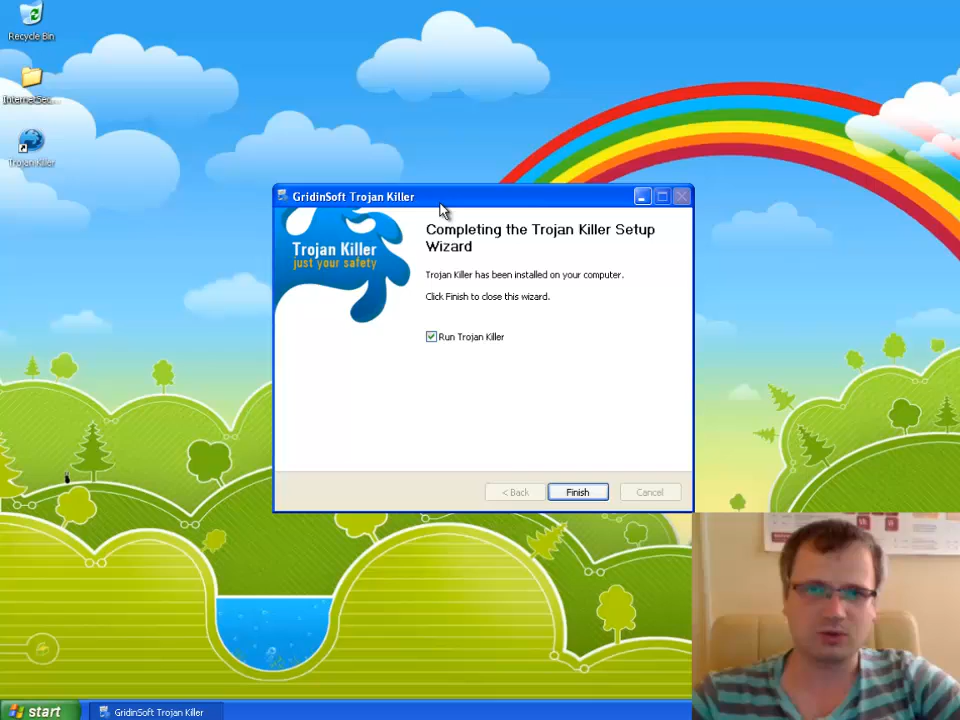 Recycle Bin
InternetSec...
Trojan Killer
GridinSoft Trojan Killer
Trojan Killer
just your safety
Completing the Trojan Killer Setup
Wizard
Trojan Killer has been installed on your computer.
Click Finish to close this wizard.
Run Trojan Killer
< Back
Finish
Cancel
start
GridinSoft Trojan Killer